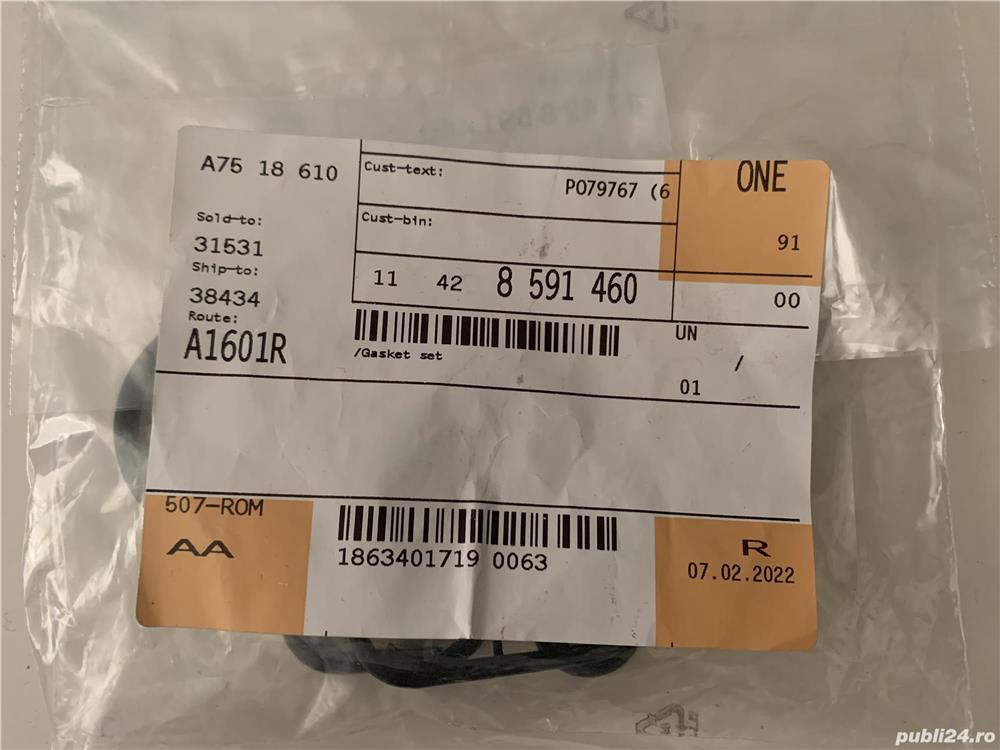 A75 18 610
Cust-text:
PO79767 (6
ONE
Sold-to:
31531
Cust-bin:
91
Ship-to:
38434
11 42 8 591 460
00
Route:
A1601R
/Gasket set
UN
/
01
507-ROM
AA
1863401719 0063
R
07.02.2022
publi24.ro